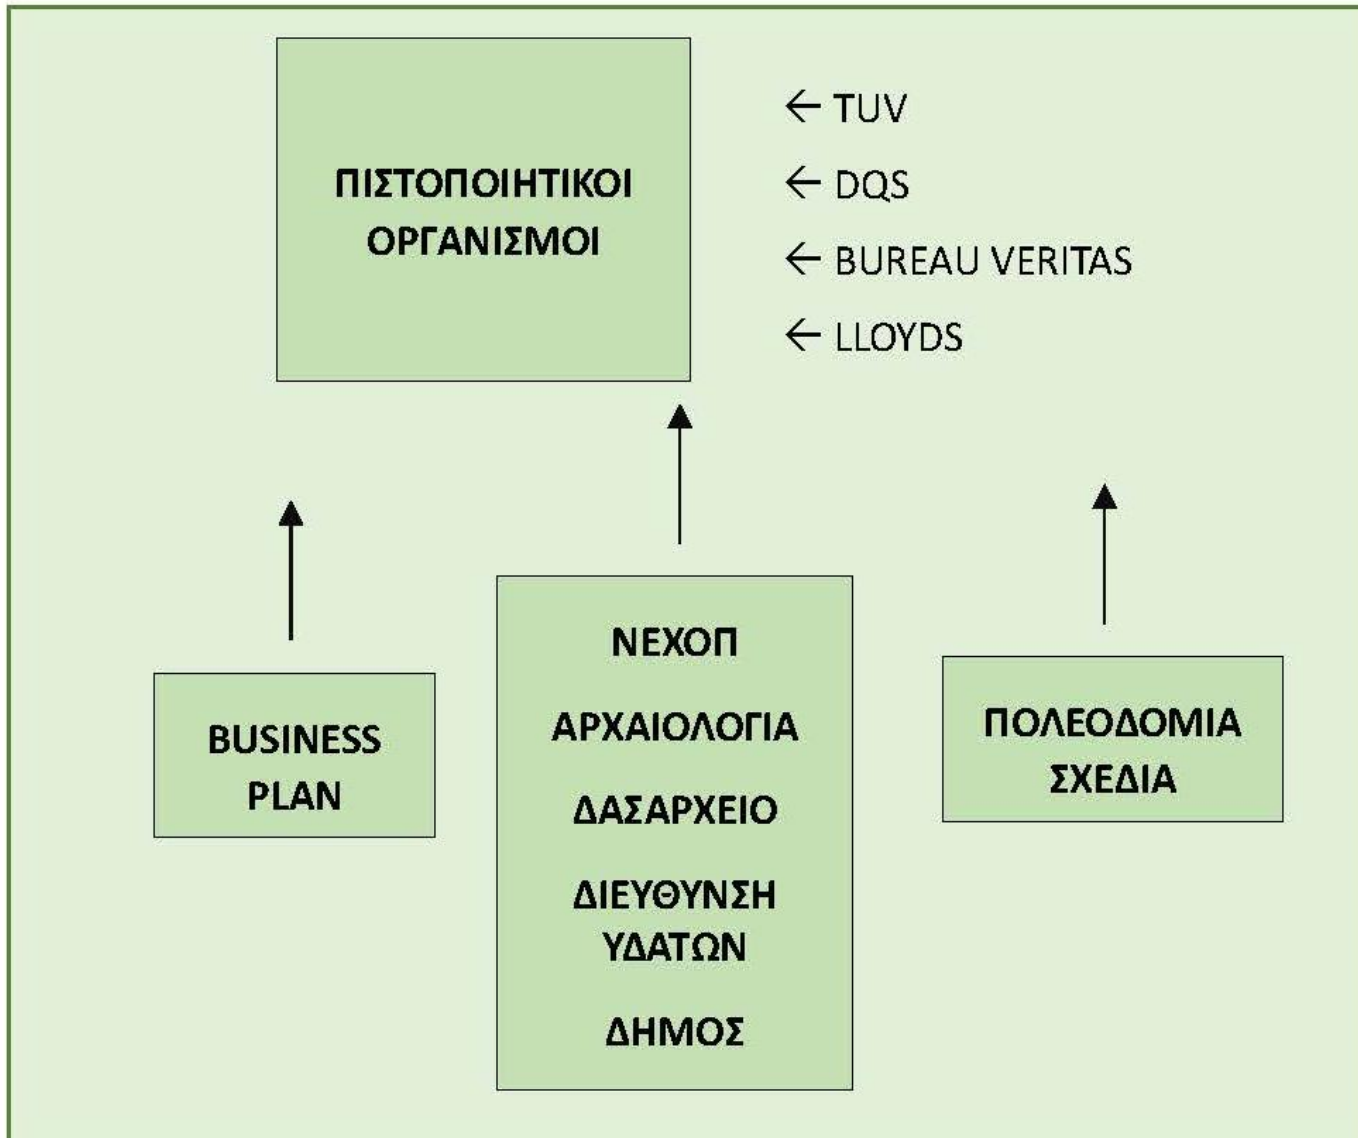 ΠΙΣΤΟΠΟΙΗΤΙΚΟΙ
ΟΡΓΑΝΙΣΜΟΙ
← TUV
← DQS
← BUREAU VERITAS
← LLOYDS
BUSINESS
PLAN
ΝΕΧΟΠ
ΑΡΧΑΙΟΛΟΓΙΑ
ΔΑΣΑΡΧΕΙΟ
ΔΙΕΥΘΥΝΣΗ
ΥΔΑΤΩΝ
ΔΗΜΟΣ
ΠΟΛΕΟΔΟΜΙΑ
ΣΧΕΔΙΑ